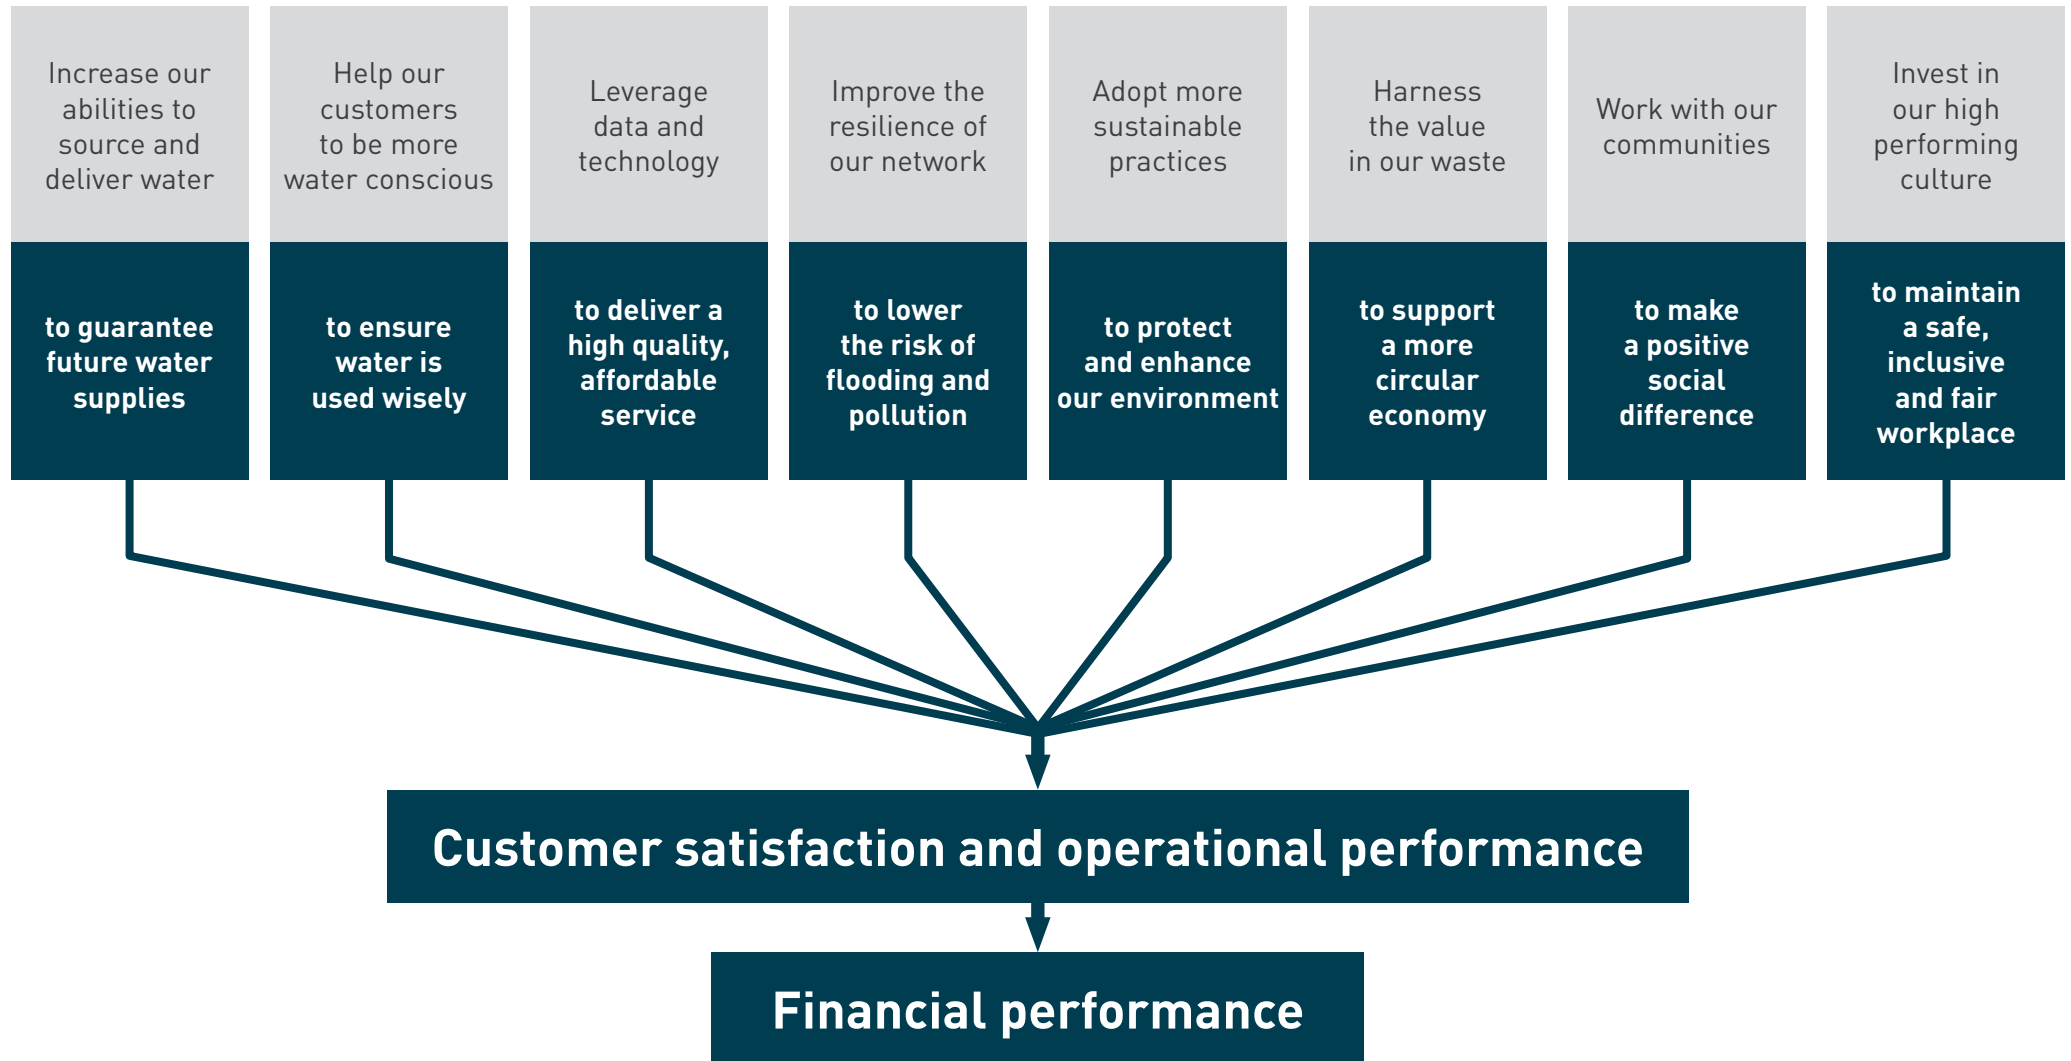 Increase our
abilities to
source and
deliver water
Help our
customers
to be more
water conscious
Leverage
data and
technology
Improve the
resilience of
our network
Adopt more
sustainable
practices
Harness
the value
in our waste
Work with our
communities
Invest in
our high
performing
culture
to guarantee
future water
supplies
to ensure
water is
used wisely
to deliver a
high quality,
affordable
service
to lower
the risk of
flooding and
pollution
to protect
and enhance
our environment
to support
a more
circular
economy
to make
a positive
social
difference
to maintain
a safe,
inclusive
and fair
workplace
Customer satisfaction and operational performance
Financial performance